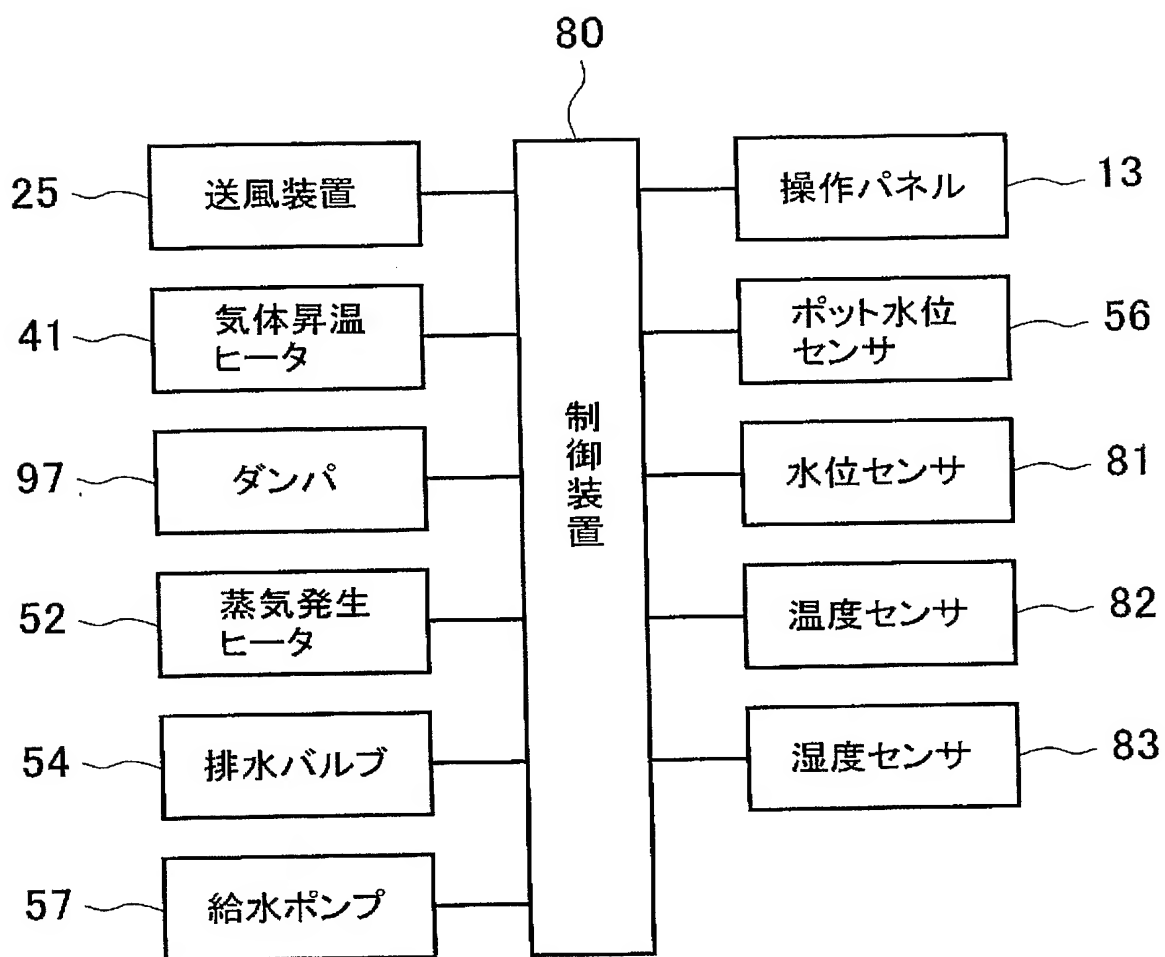 80
25
送風装置
41
気体昇温
ヒータ
97
ダンパ
52
蒸気発生
ヒータ
54
排水バルブ
57
給水ポンプ
制御装置
操作パネル
13
ポット水位
センサ
56
水位センサ
81
温度センサ
82
湿度センサ
83